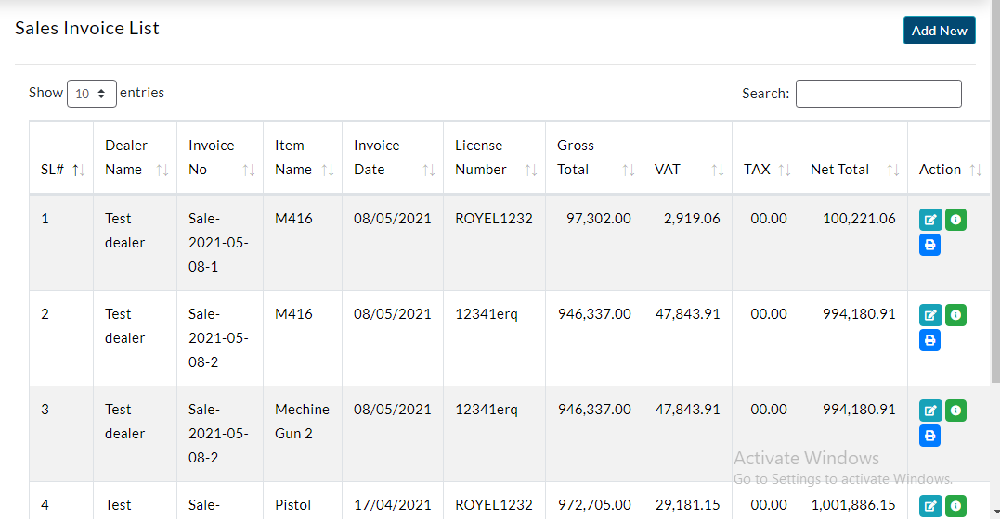 Sales Invoice List
Add New
Show 10 entries
Search:
SL# Dealer Name Invoice No Item Name Invoice Date License Number Gross Total VAT TAX Net Total Action
1 Test dealer Sale-2021-05-08-1 M416 08/05/2021 ROYEL1232 97,302.00 2,919.06 00.00 100,221.06
2 Test dealer Sale-2021-05-08-2 M416 08/05/2021 12341erq 946,337.00 47,843.91 00.00 994,180.91
3 Test dealer Sale-2021-05-08-2 Mechine Gun 2 08/05/2021 12341erq 946,337.00 47,843.91 00.00 994,180.91
Activate Windows
Go to Settings to activate Windows.
4 Test Sale- Pistol 17/04/2021 ROYEL1232 972,705.00 29,181.15 00.00 1,001,886.15